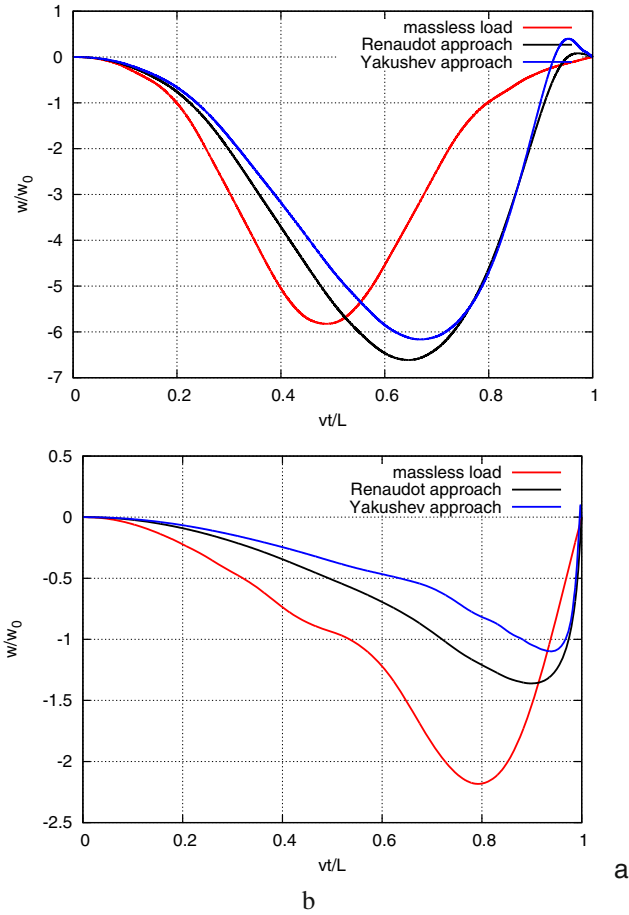 massless load
Renaudot approach
Yakushev approach
1
0
-1
-2
-3
-4
-5
-6
-7
w/w0
0 0.2 0.4 0.6 0.8 1
vt/L
massless load
Renaudot approach
Yakushev approach
0.5
0
-0.5
-1
-1.5
-2
-2.5
w/w0
0 0.2 0.4 0.6 0.8 1
vt/L
a
b